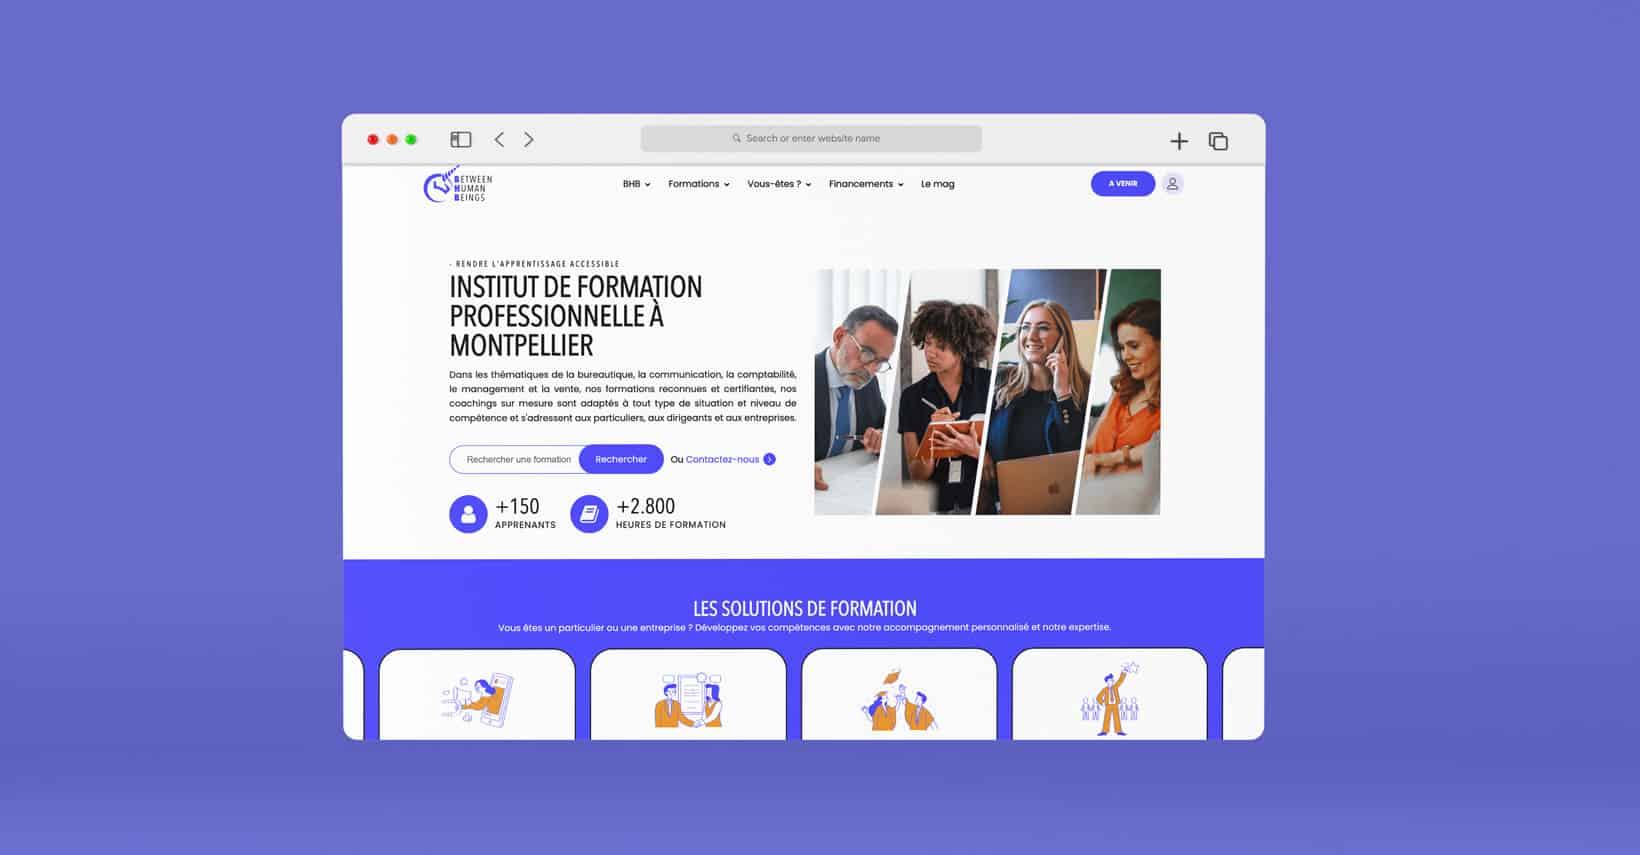 Search or enter website name
BETWEEN
HUMAN
BEINGS
BHB
Formations
Vous-êtes ?
Financements
Le mag
A VENIR
- RENDRE L'APPRENTISSAGE ACCESSIBLE
INSTITUT DE FORMATION
PROFESSIONNELLE À
MONTPELLIER
Dans les thématiques de la bureautique, la communication, la comptabilité,
le management et la vente, nos formations reconnues et certifiantes, nos
coachings sur mesure sont adaptés à tout type de situation et niveau de
compétence et s'adressent aux particuliers, aux dirigeants et aux entreprises.
Rechercher une formation
Rechercher
Ou Contactez-nous
+150
APPRENANTS
+2.800
HEURES DE FORMATION
LES SOLUTIONS DE FORMATION
Vous êtes un particulier ou une entreprise ? Développez vos compétences avec notre accompagnement personnalisé et notre expertise.